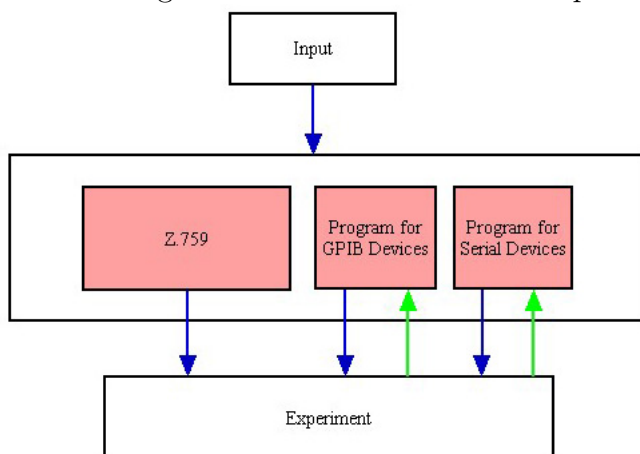 Input
Z.759
Program for
GPIB Devices
Program for
Serial Devices
Experiment